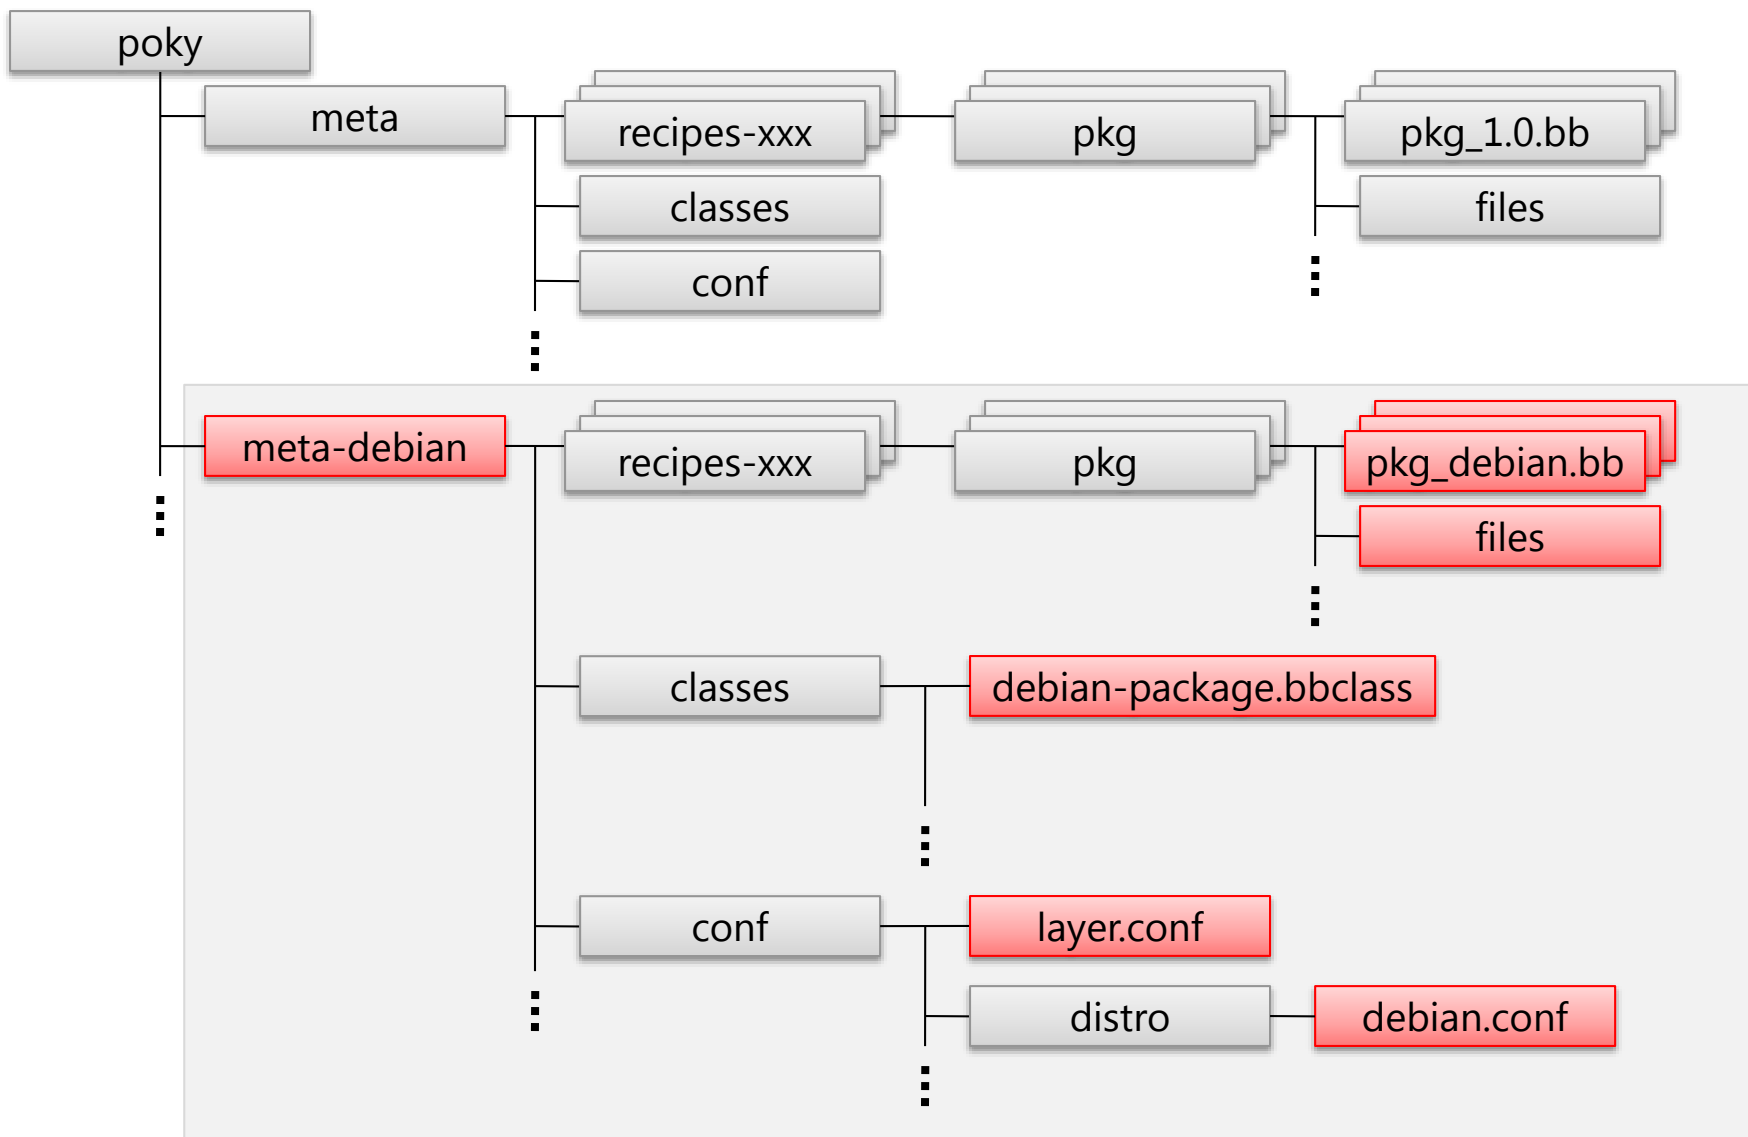 poky
meta
recipes-xxx
pkg
pkg_1.0.bb
classes
files
conf
meta-debian
recipes-xxx
pkg
pkg_debian.bb
files
classes
debian-package.bbclass
conf
layer.conf
distro
debian.conf